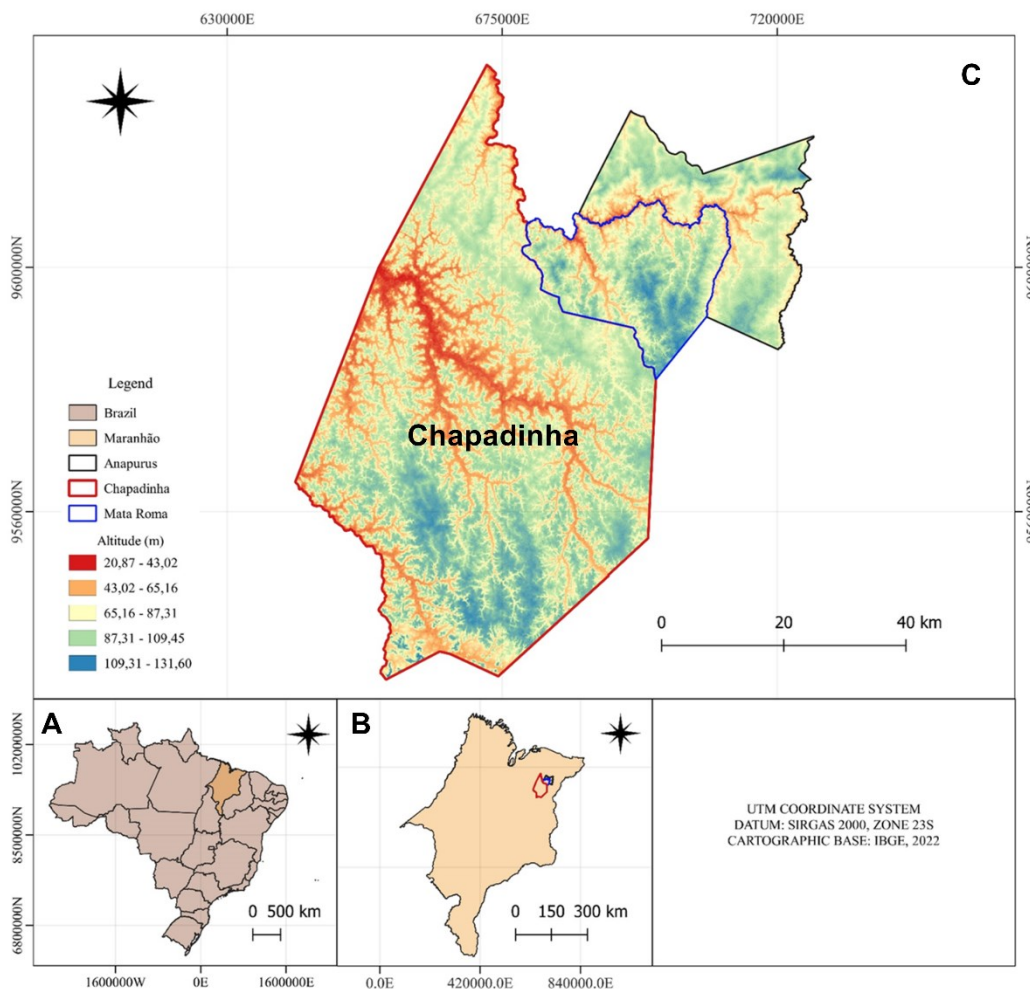 630000E 675000E 720000E
C
9600000N 9600000N
Legend
Brazil
Maranhão
Anapurus
Chapadinha
Mata Roma
Altitude (m)
20,87 - 43,02
43,02 - 65,16
65,16 - 87,31
87,31 - 109,45
109,31 - 131,60
Chapadinha
9560000N 9560000N
0 20 40 km
A
10200000N
8500000N
6800000N
0 500 km
1600000W 0E 1600000E
B
0 150 300 km
0.0E 420000.0E 840000.0E
UTM COORDINATE SYSTEM
DATUM: SIRGAS 2000, ZONE 23S
CARTOGRAPHIC BASE: IBGE, 2022